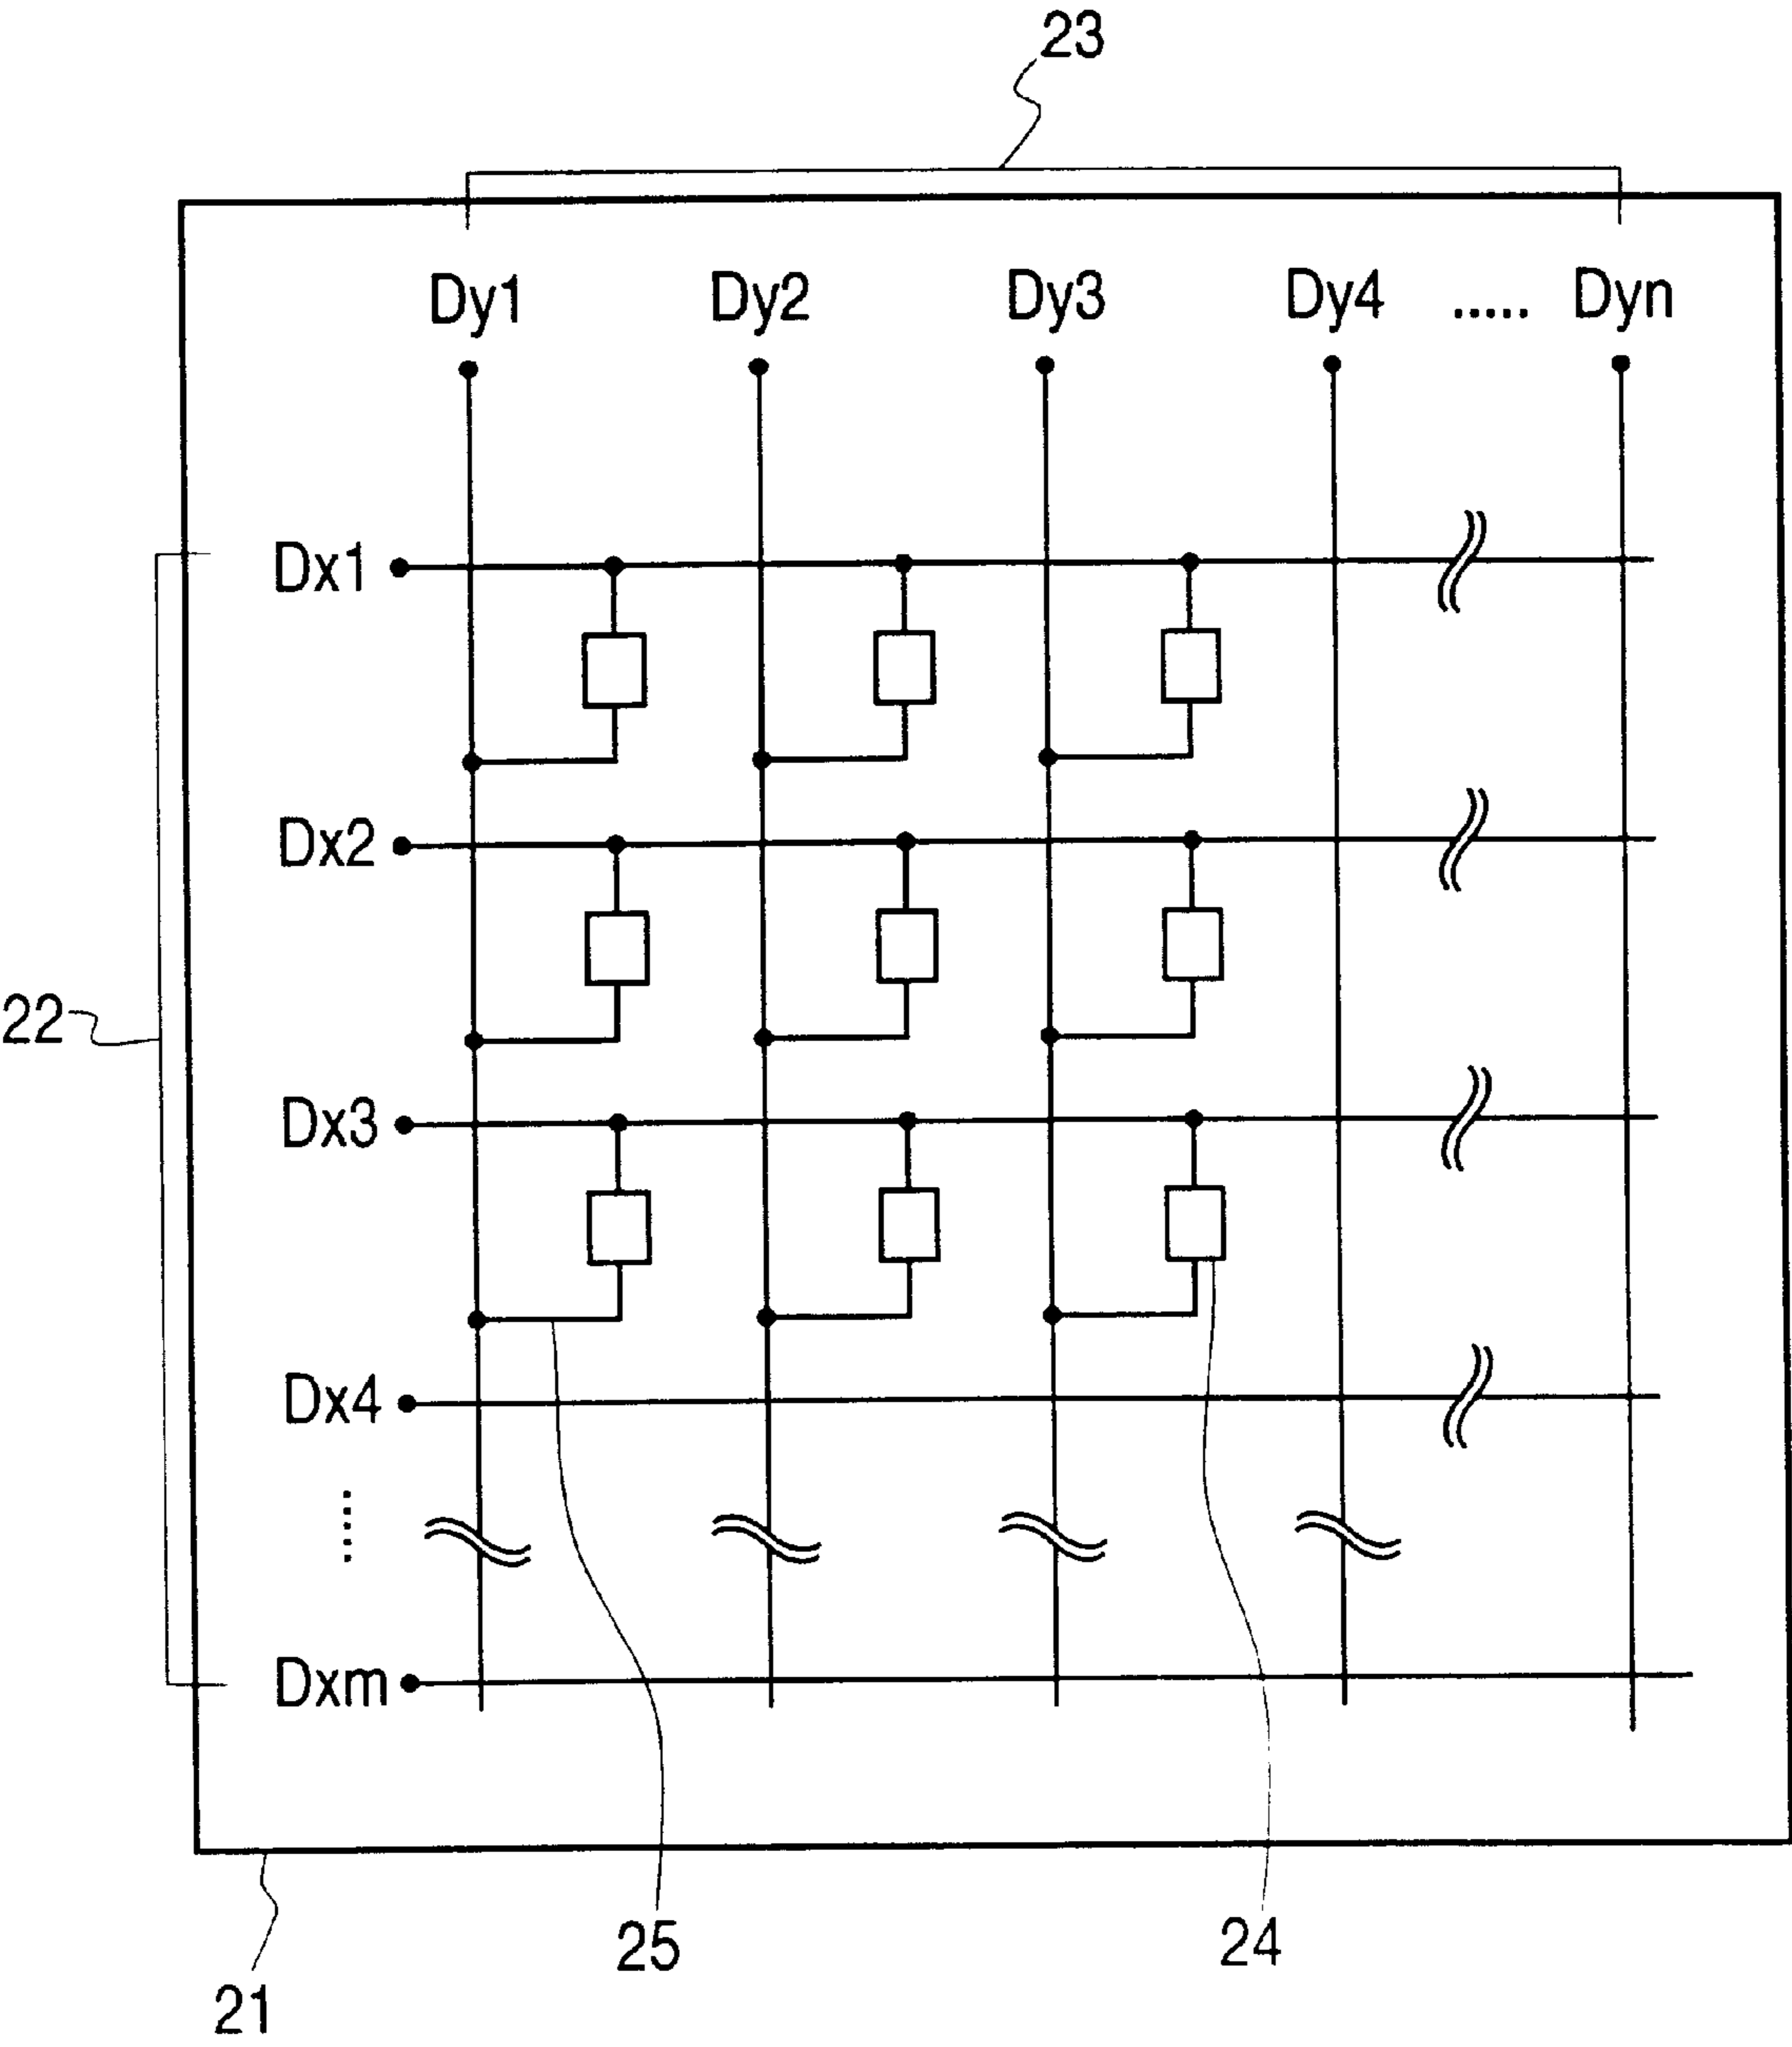 23
Dy1 Dy2 Dy3 Dy4 ..... Dyn
Dx1
Dx2
22
Dx3
Dx4
.....
Dxm
25
24
21